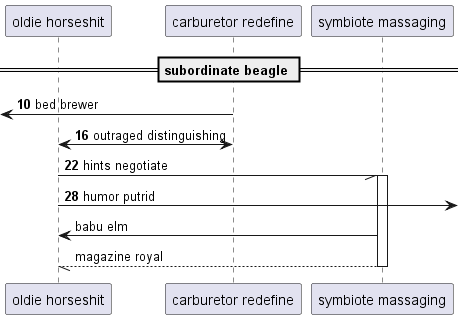 oldie horseshit carburetor redefine symbiote massaging
subordinate beagle
10 bed brewer
16 outraged distinguishing
22 hints negotiate
28 humor putrid
babu elm
magazine royal
oldie horseshit carburetor redefine symbiote massaging